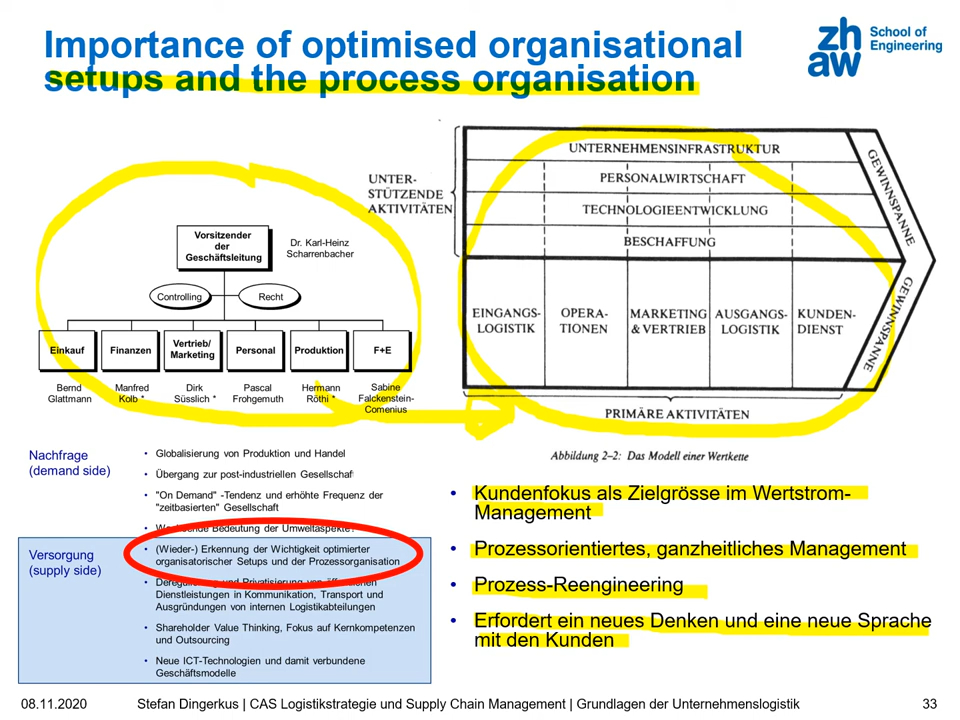 Importance of optimised organisational
setups and the process organisation
zh
aw
School of
Engineering
Vorsitzender
der
Geschäftsleitung
Dr. Karl-Heinz
Scharrenbacher
Controlling
Recht
Einkauf
Finanzen
Vertrieb/
Marketing
Personal
Produktion
F+E
Bernd
Glattmann
Manfred
Kolb *
Dirk
Süsslich *
Pascal
Frohgemuth
Hermann
Röthi *
Sabine
Falckenstein-
Comenius
UNTER-
STÜTZENDE
AKTIVITÄTEN
UNTERNEHMENSINFRASTRUKTUR
PERSONALWIRTSCHAFT
TECHNOLOGIEENTWICKLUNG
BESCHAFFUNG
GEWINNSPANNE
EINGANGS-
LOGISTIK
OPERA-
TIONEN
MARKETING
& VERTRIEB
AUSGANGS-
LOGISTIK
KUNDEN-
DIENST
GEWINNSPANNE
PRIMÄRE AKTIVITÄTEN
Abbildung 2–2: Das Modell einer Wertkette
Nachfrage
(demand side)
• Globalisierung von Produktion und Handel
• Übergang zur post-industriellen Gesellschaft
• "On Demand" -Tendenz und erhöhte Frequenz der
"zeitbasierten" Gesellschaft
Bedeutung der Umweltaspekte
Versorgung
(supply side)
• (Wieder-) Erkennung der Wichtigkeit optimierter
organisatorischer Setups und der Prozessorganisation
• Deregulierung und Privatisierung von öffentlichen
Dienstleistungen in Kommunikation, Transport und
Ausgründungen von internen Logistikabteilungen
• Shareholder Value Thinking, Fokus auf Kernkompetenzen
und Outsourcing
• Neue ICT-Technologien und damit verbundene
Geschäftsmodelle
• Kundenfokus als Zielgrösse im Wertstrom-
Management
• Prozessorientiertes, ganzheitliches Management
• Prozess-Reengineering
• Erfordert ein neues Denken und eine neue Sprache
mit den Kunden
08.11.2020
Stefan Dingerkus | CAS Logistikstrategie und Supply Chain Management | Grundlagen der Unternehmenslogistik
33